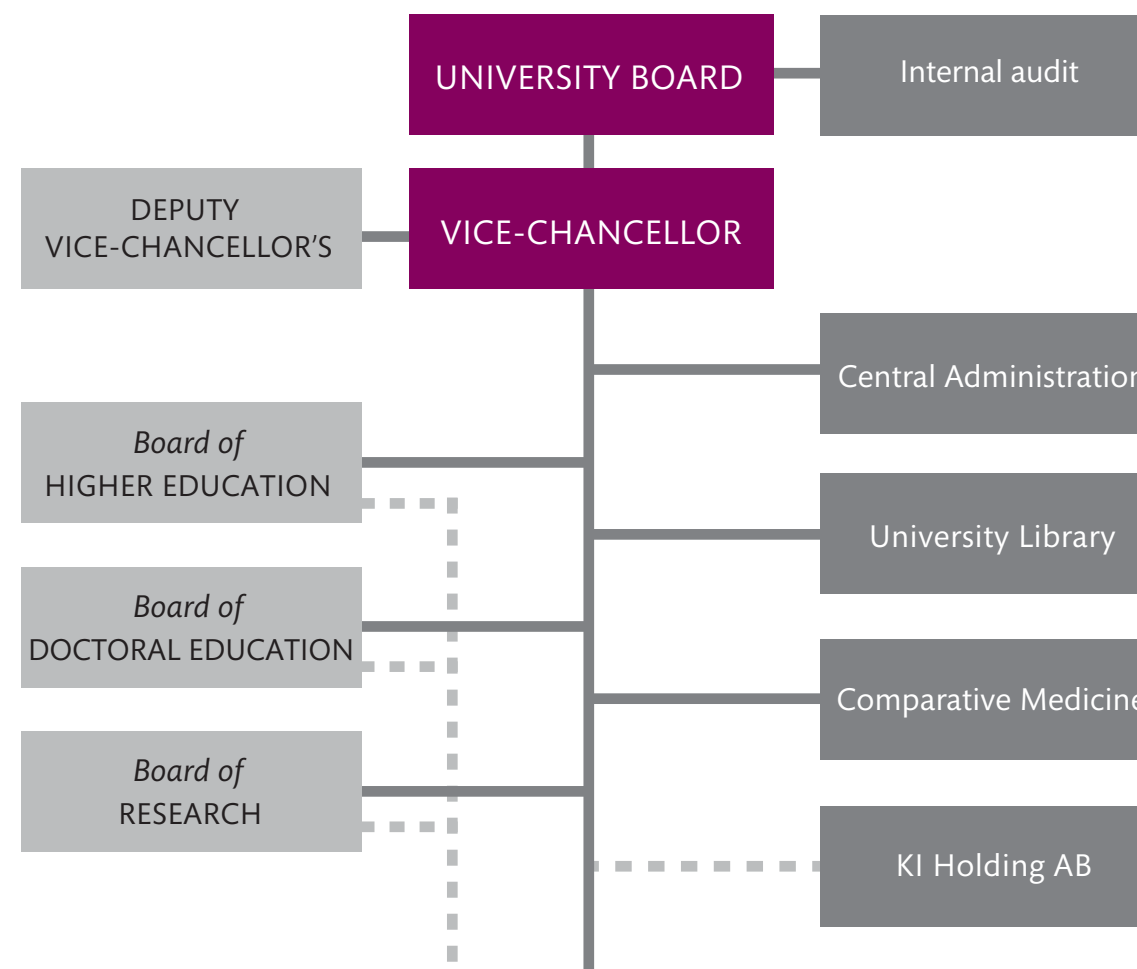 UNIVERSITY BOARD
Internal audit
DEPUTY
VICE-CHANCELLOR'S
VICE-CHANCELLOR
Central Administration
Board of
HIGHER EDUCATION
University Library
Board of
DOCTORAL EDUCATION
Comparative Medicine
Board of
RESEARCH
KI Holding AB